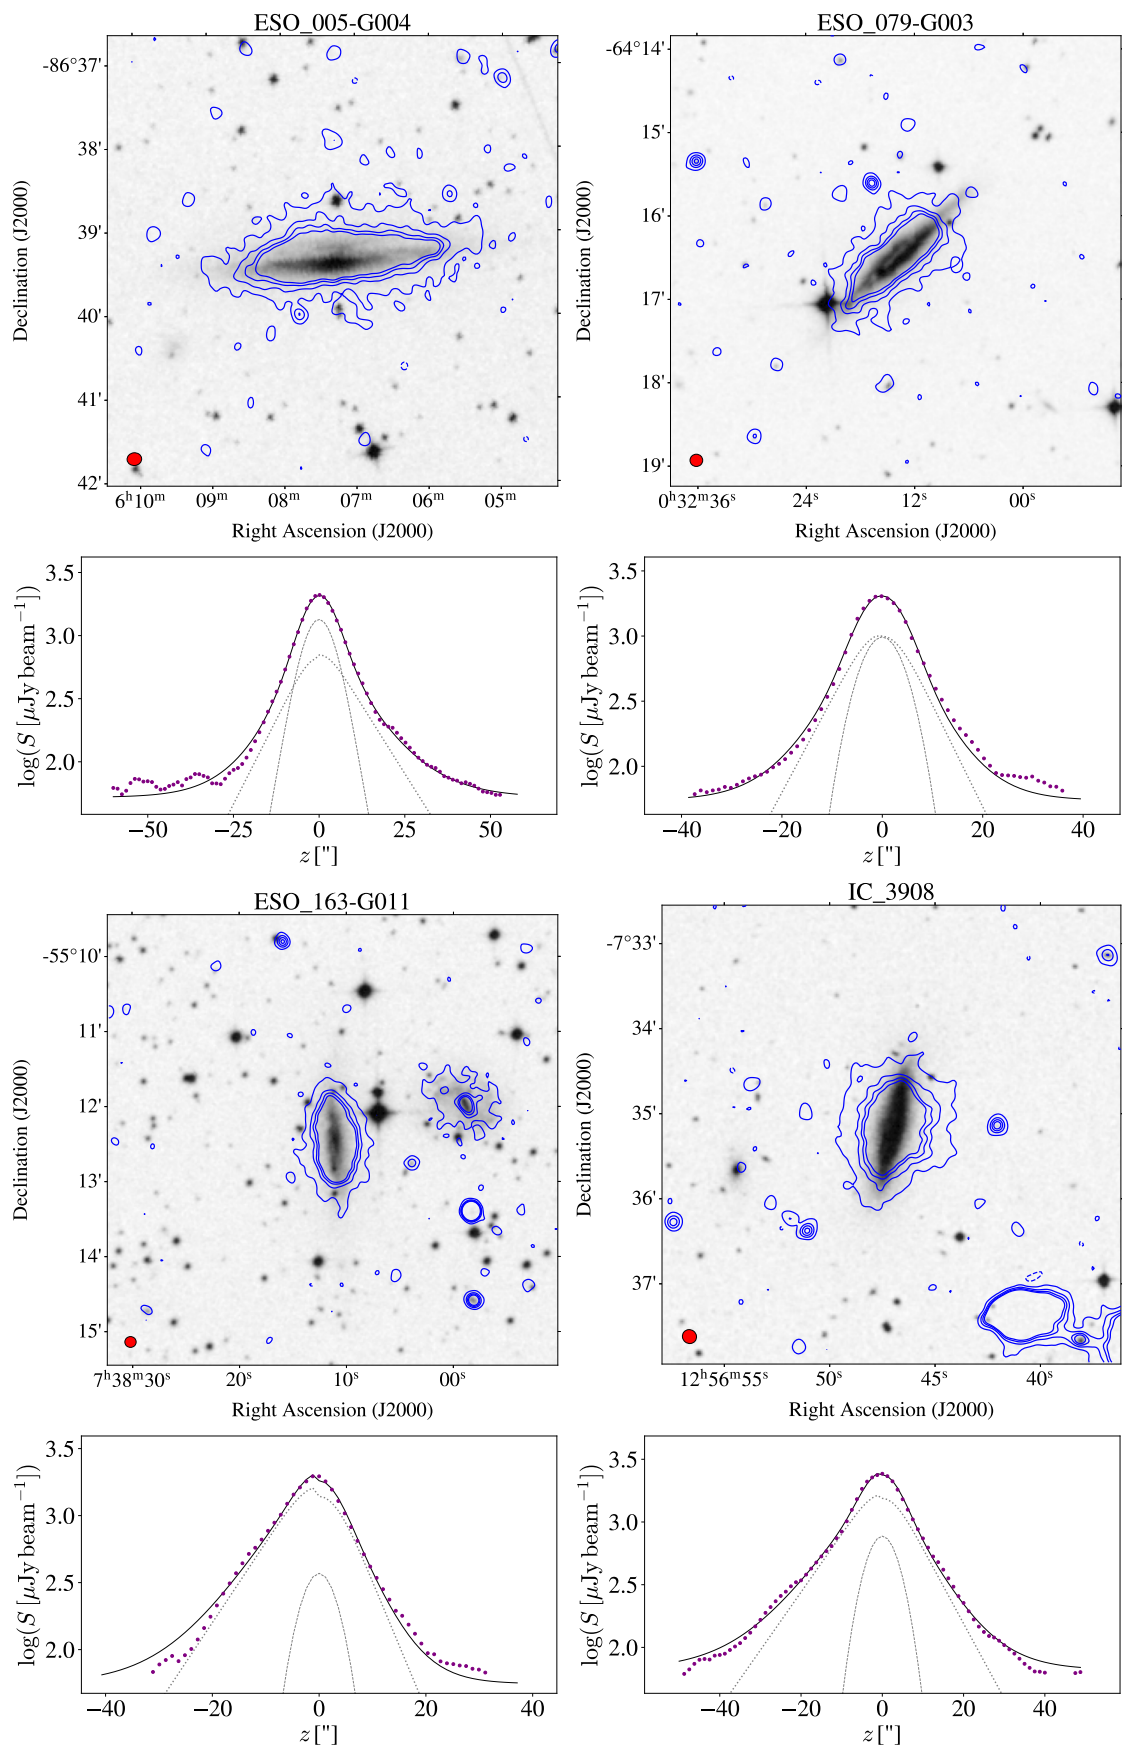 ESO_005-G004
-86°37'
38'
39'
40'
41'
42'
6ʰ10ᵐ 09ᵐ 08ᵐ 07ᵐ 06ᵐ 05ᵐ
Right Ascension (J2000)
Declination (J2000)
ESO_079-G003
-64°14'
15'
16'
17'
18'
19'
0ʰ32ᵐ36ˢ 24ˢ 12ˢ 00ˢ
Right Ascension (J2000)
Declination (J2000)
3.5
3.0
2.5
2.0
−50 −25 0 25 50
z ["]
log(S [μJy beam⁻¹])
3.5
3.0
2.5
2.0
−40 −20 0 20 40
z ["]
log(S [μJy beam⁻¹])
ESO_163-G011
-55°10'
11'
12'
13'
14'
15'
7ʰ38ᵐ30ˢ 20ˢ 10ˢ 00ˢ
Right Ascension (J2000)
Declination (J2000)
IC_3908
-7°33'
34'
35'
36'
37'
12ʰ56ᵐ55ˢ 50ˢ 45ˢ 40ˢ
Right Ascension (J2000)
Declination (J2000)
3.5
3.0
2.5
2.0
−40 −20 0 20 40
z ["]
log(S [μJy beam⁻¹])
3.5
3.0
2.5
2.0
−40 −20 0 20 40
z ["]
log(S [μJy beam⁻¹])